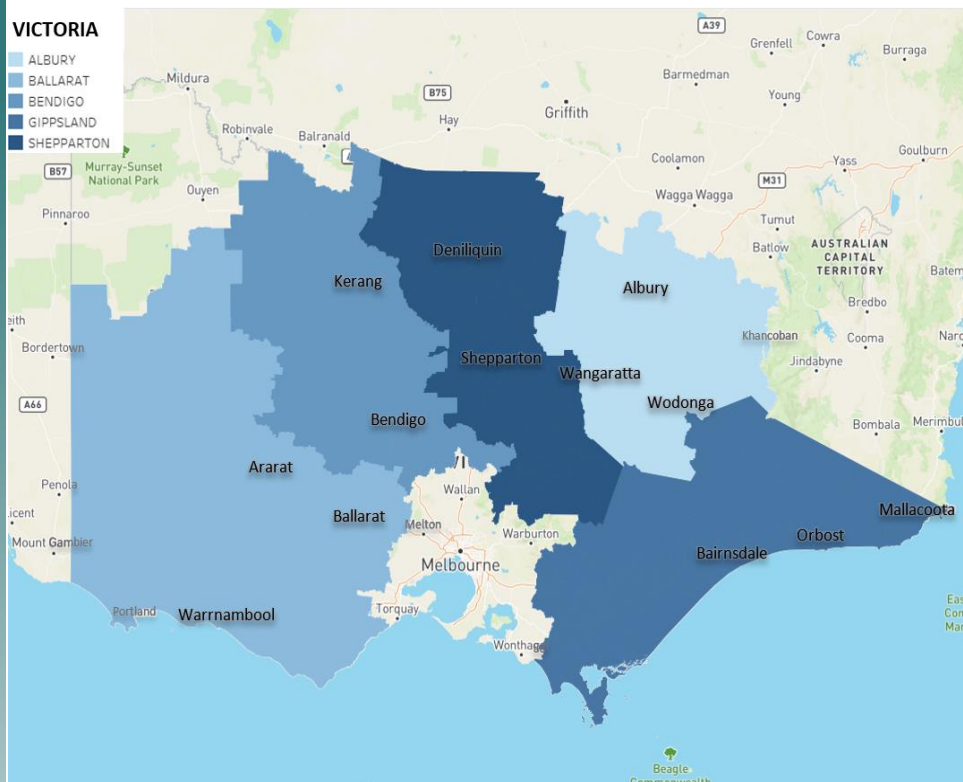 VICTORIA
ALBURY
BALLARAT
BENDIGO
GIPPSLAND
SHEPPARTON
A39
Grenfell
Cowra
Burraga
Mildura
Barmedman
Young
B75
Griffith
Robinvale
Balranald
Hay
Murray-Sunset
National Park
B57
Ouyen
Coolamon
Yass
Goulburn
Wagga Wagga
M31
Pinnaroo
Tumut
Batlow
AUSTRALIAN
CAPITAL
TERRITORY
Deniliquin
Kerang
Albury
Bredbo
Khancoban
Cooma
Bordertown
Shepparton
Wangaratta
Jindabyne
A66
Wodonga
Bendigo
Bombala
Ararat
Penola
Wallan
Mallacoota
Ballarat
Melton
Warburton
Orbost
Mount Gambier
Bairnsdale
Melbourne
Portland
Warrnambool
Torquay
Beagle